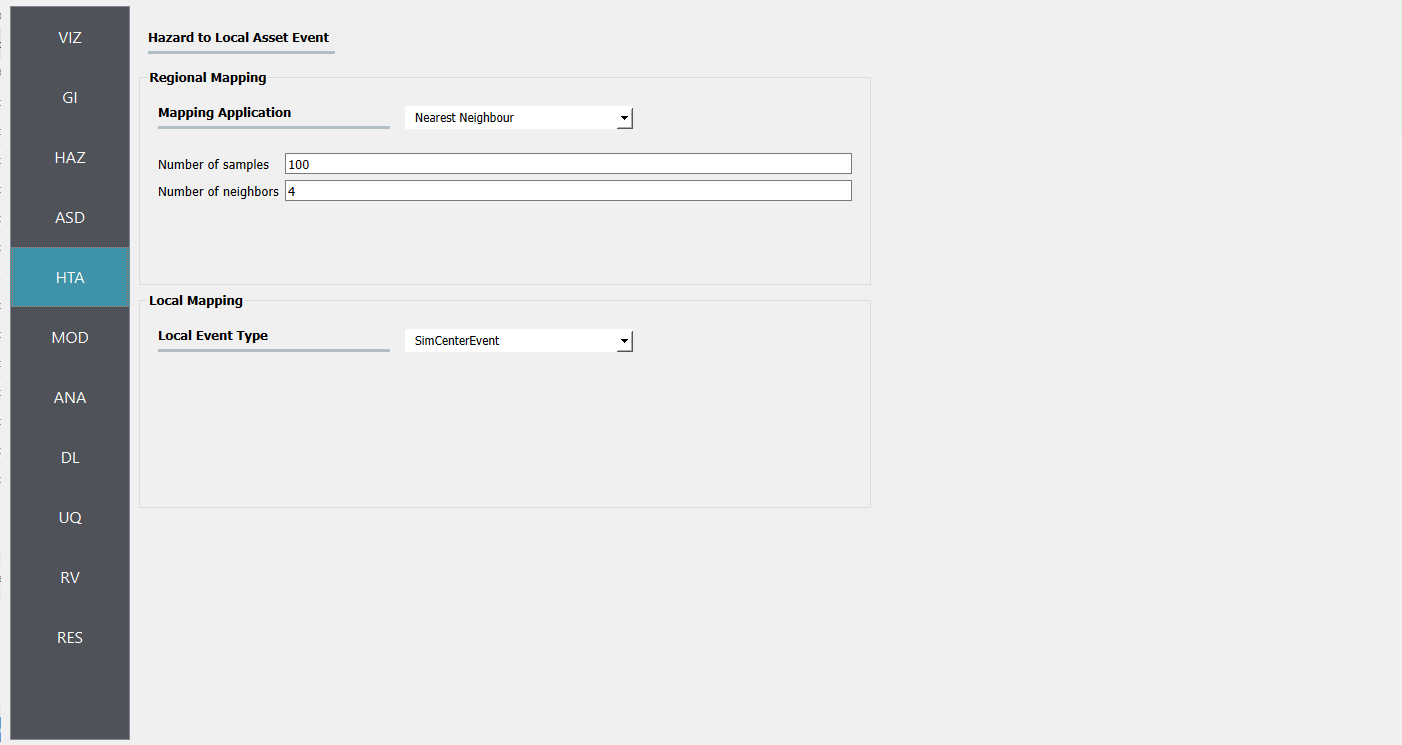 VIZ
GI
HAZ
ASD
HTA
MOD
ANA
DL
UQ
RV
RES
Hazard to Local Asset Event
Regional Mapping
Mapping Application Nearest Neighbour
Number of samples 100
Number of neighbors 4
Local Mapping
Local Event Type SimCenterEvent